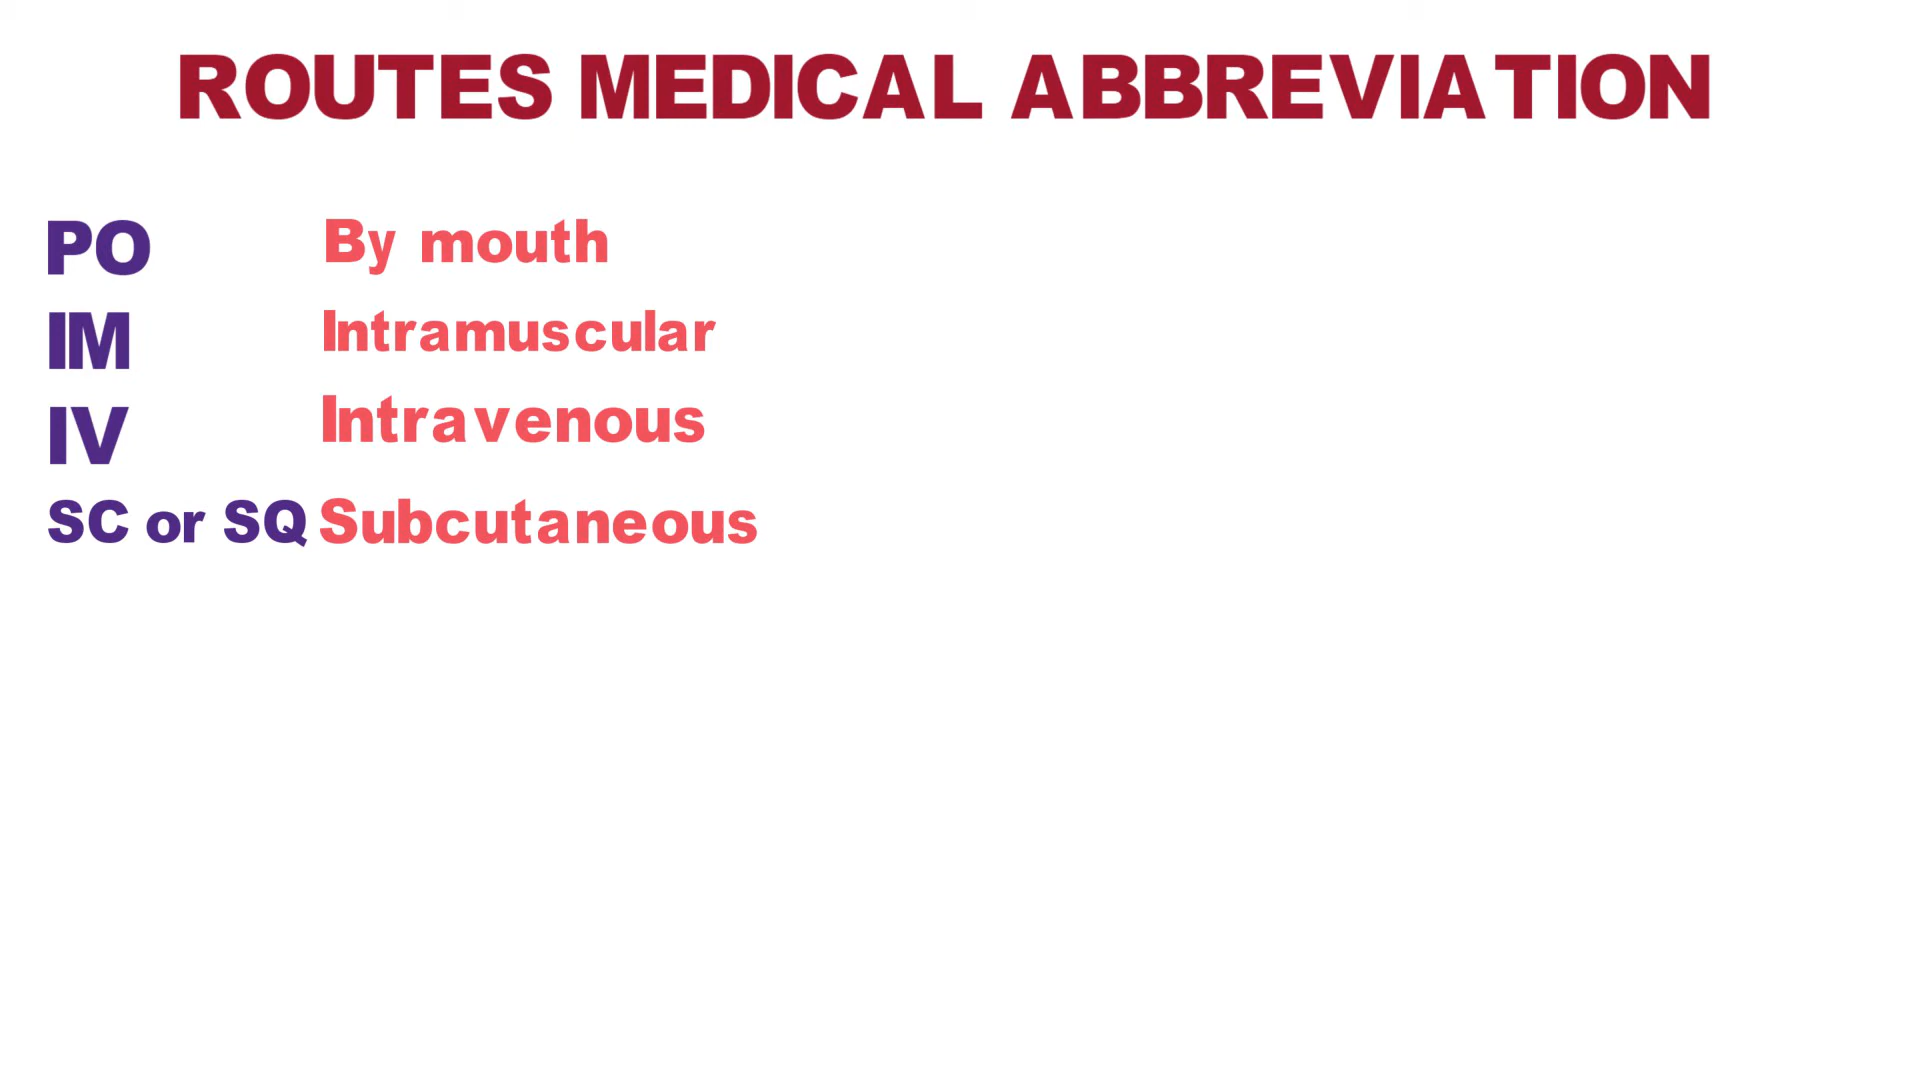 ROUTES MEDICAL ABBREVIATION
PO By mouth
IM Intramuscular
IV Intravenous
SC or SQ Subcutaneous